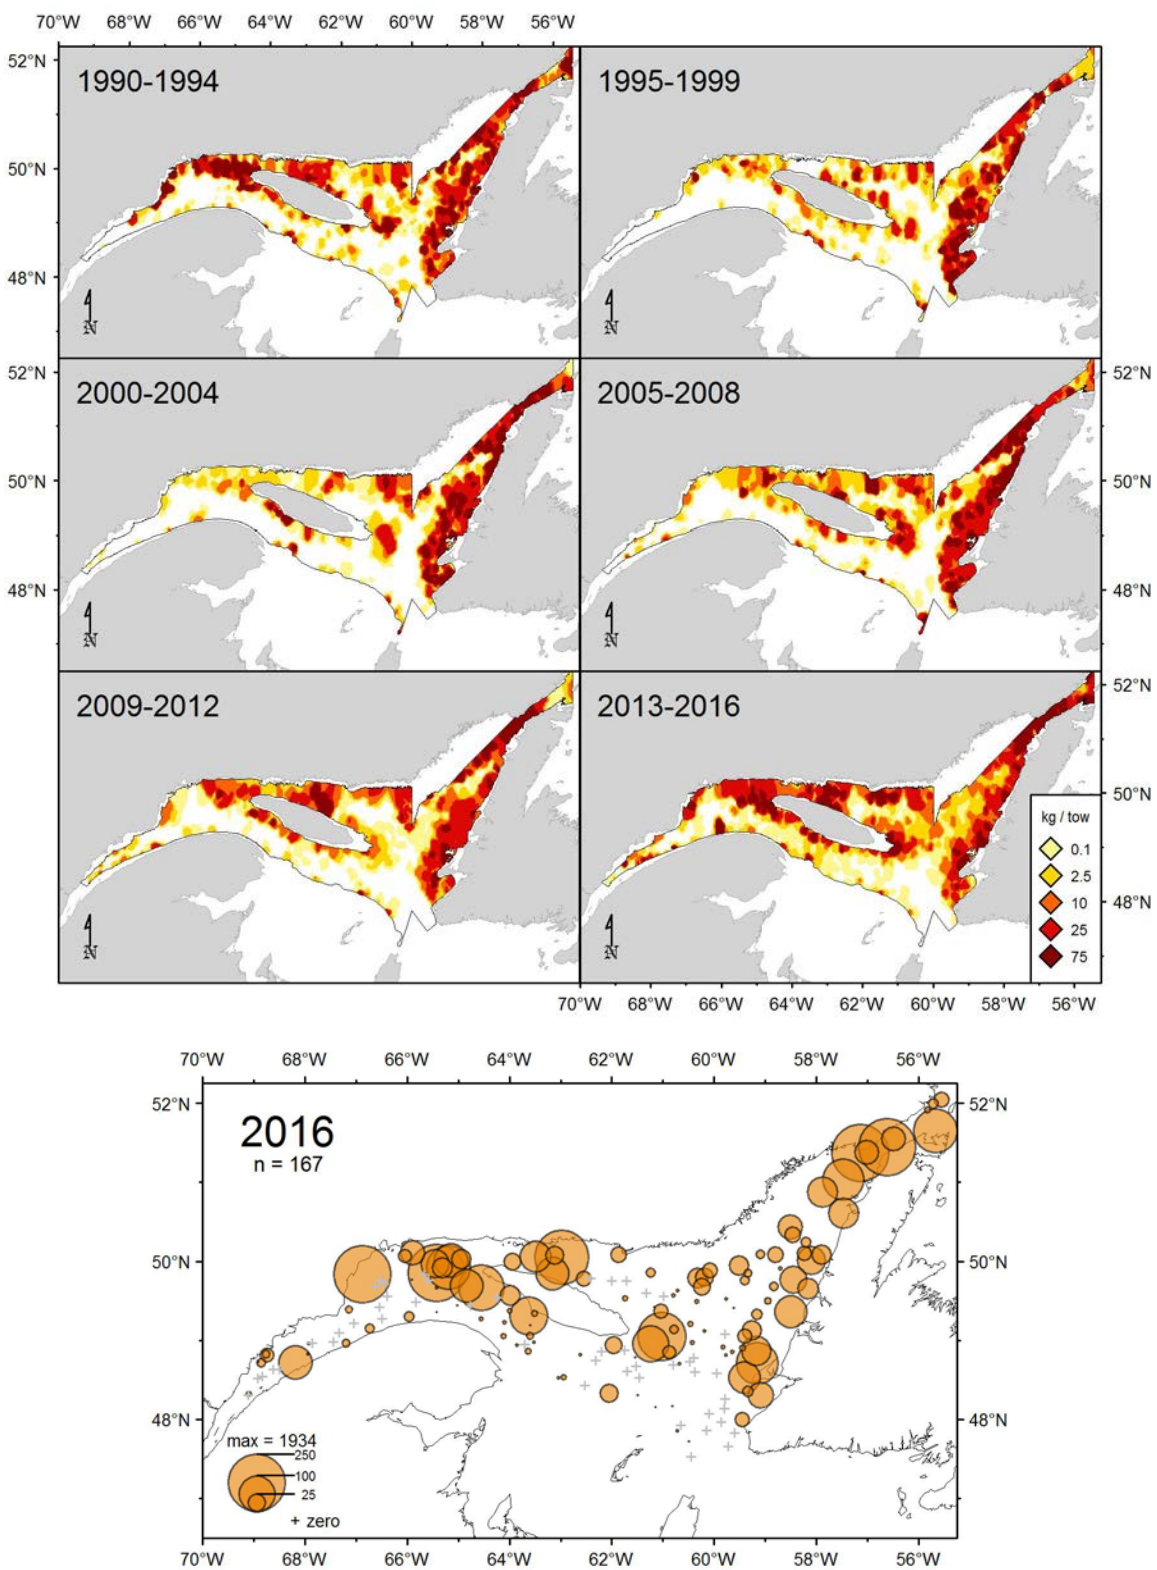 70°W 68°W 66°W 64°W 62°W 60°W 58°W 56°W
52°N 1990-1994 1995-1999
50°N
48°N
N N
52°N 2000-2004 2005-2008 52°N
50°N 50°N
48°N 48°N
N N
2009-2012 2013-2016 52°N
50°N
kg / tow
0.1
2.5
10 48°N
25
75
N N
70°W 68°W 66°W 64°W 62°W 60°W 58°W 56°W
70°W 68°W 66°W 64°W 62°W 60°W 58°W 56°W
52°N 2016 52°N
n = 167
50°N 50°N
48°N 48°N
max = 1934
250
100
25
+ zero
70°W 68°W 66°W 64°W 62°W 60°W 58°W 56°W